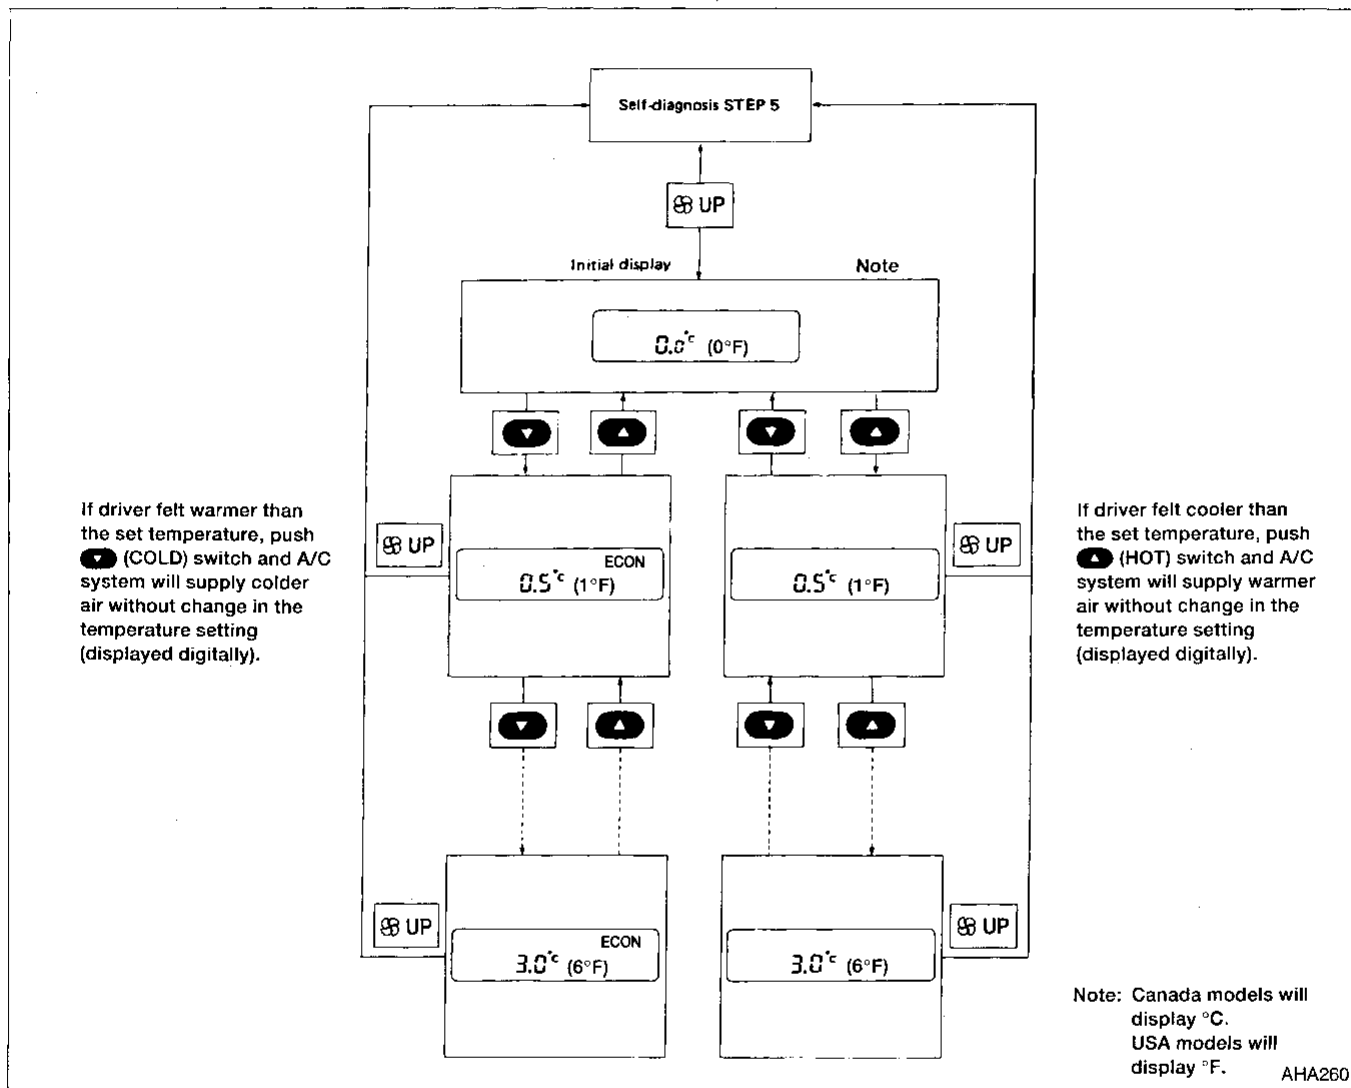 Self-diagnosis STEP 5
UP
Initial display
Note
0.0°C (0°F)
If driver felt warmer than
the set temperature, push
(COLD) switch and A/C
system will supply colder
air without change in the
temperature setting
(displayed digitally).
UP
ECON
0.5°C (1°F)
0.5°C (1°F)
UP
If driver felt cooler than
the set temperature, push
(HOT) switch and A/C
system will supply warmer
air without change in the
temperature setting
(displayed digitally).
UP
ECON
3.0°C (6°F)
3.0°C (6°F)
UP
Note: Canada models will
display °C.
USA models will
display °F.
AHA260